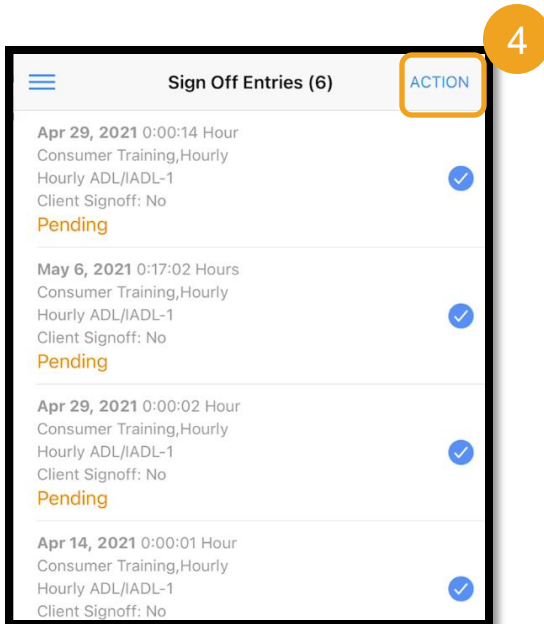 4
Sign Off Entries (6)
ACTION
Apr 29, 2021 0:00:14 Hour
Consumer Training,Hourly
Hourly ADL/IADL-1
Client Signoff: No
Pending
May 6, 2021 0:17:02 Hours
Consumer Training,Hourly
Hourly ADL/IADL-1
Client Signoff: No
Pending
Apr 29, 2021 0:00:02 Hour
Consumer Training,Hourly
Hourly ADL/IADL-1
Client Signoff: No
Pending
Apr 14, 2021 0:00:01 Hour
Consumer Training,Hourly
Hourly ADL/IADL-1
Client Signoff: No